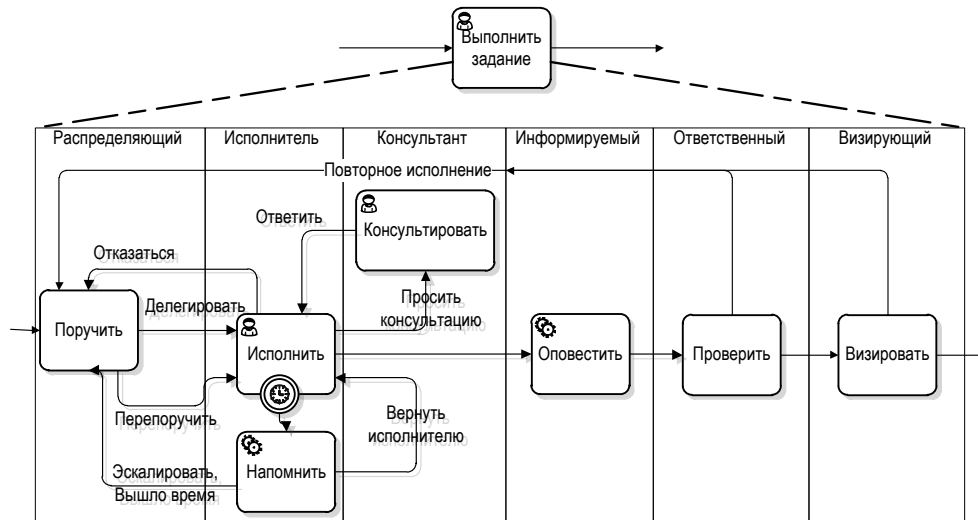 Выполнить
задание
Распределяющий
Исполнитель
Консультант
Информируемый
Ответственный
Визирующий
Повторное исполнение
Ответить
Консультировать
Отказаться
Делегировать
Просить
консультацию
Поручить
Исполнить
Оповестить
Проверить
Визировать
Перепоручить
Вернуть
исполнителю
Эскалировать,
Вышло время
Напомнить